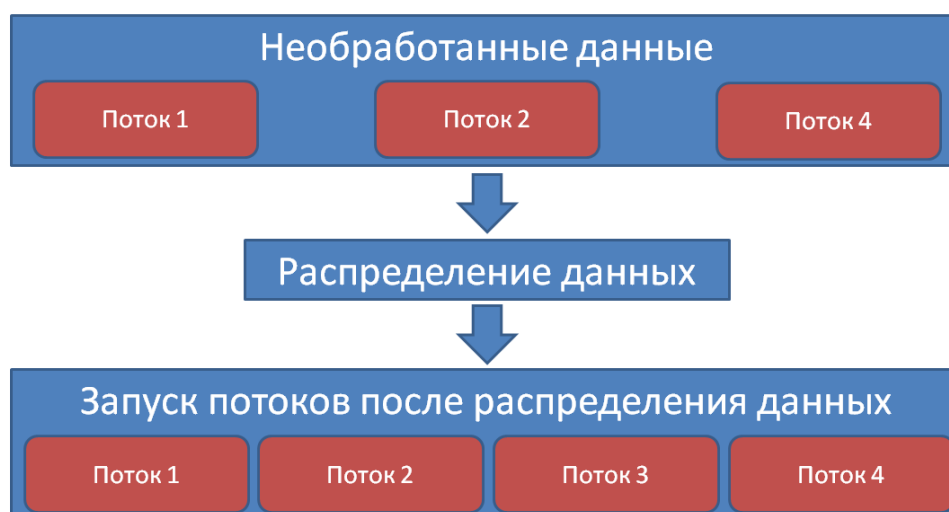 Необработанные данные
Поток 1 Поток 2 Поток 4
Распределение данных
Запуск потоков после распределения данных
Поток 1 Поток 2 Поток 3 Поток 4